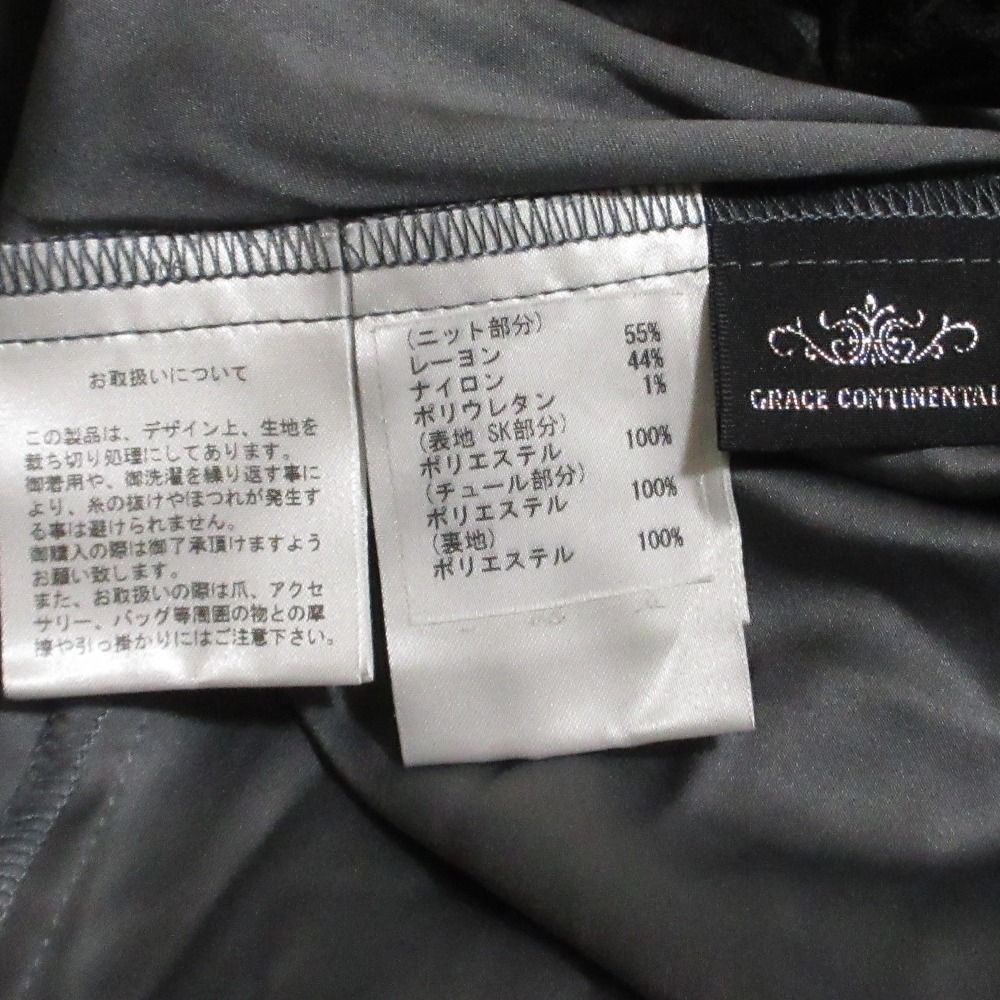 お取扱いについて
この製品は、デザイン上、生地を
裁ち切り処理にしてあります。
御着用や、御洗濯を繰り返す事に
より、糸の抜けやほつれが発生す
る事は避けられません。
御購入の際は御了承頂けますよう
お願い致します。
また、お取扱いの際は爪、アクセ
サリー、バッグ等周囲の物との摩
擦や引っ掛かりにはご注意下さい。
(ニット部分)
レーヨン 55%
ナイロン 44%
ポリウレタン 1%
(表地 SK部分)
ポリエステル 100%
(チュール部分)
ポリエステル 100%
(裏地)
ポリエステル 100%
GRACE CONTINENTAL